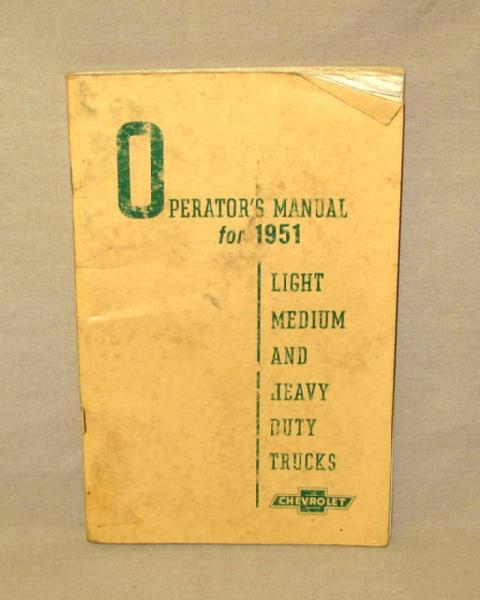 OPERATOR'S MANUAL
for 1951
LIGHT
MEDIUM
AND
HEAVY
DUTY
TRUCKS
CHEVROLET